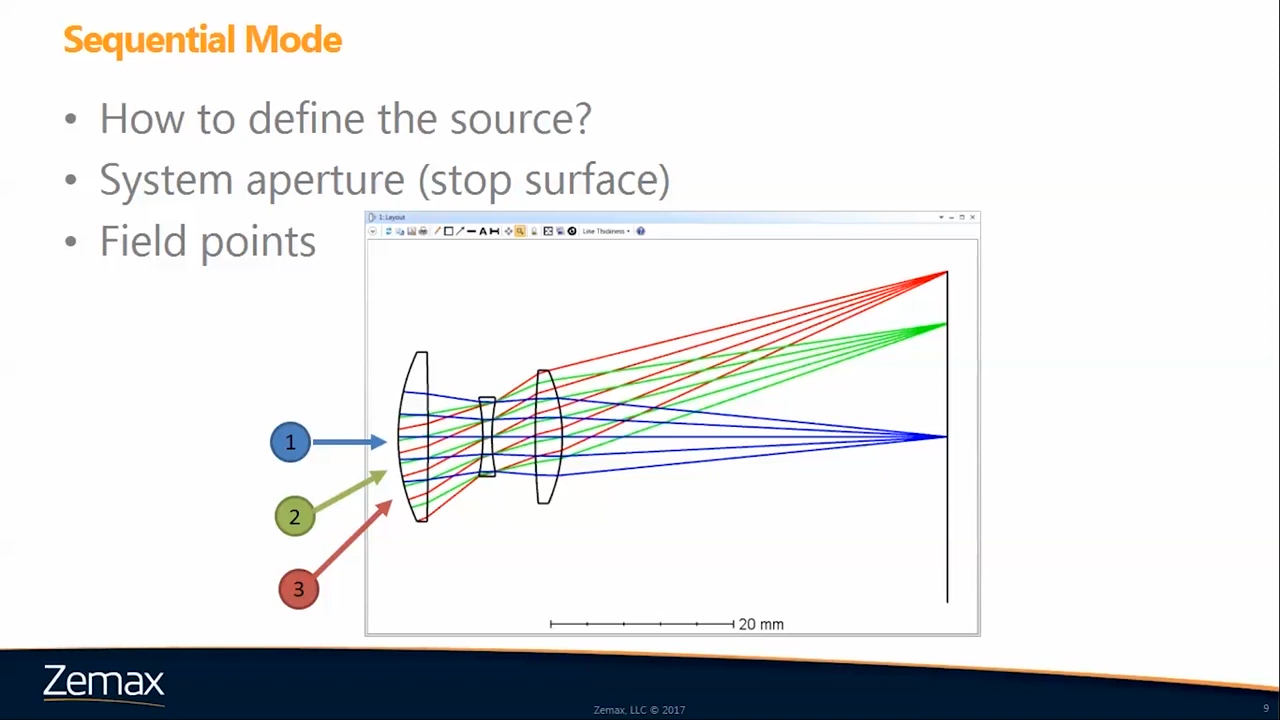 Sequential Mode
• How to define the source?
• System aperture (stop surface)
• Field points
1: Layout
A
Line Thickness
1
2
3
20 mm
Zemax
Zemax, LLC © 2017
9